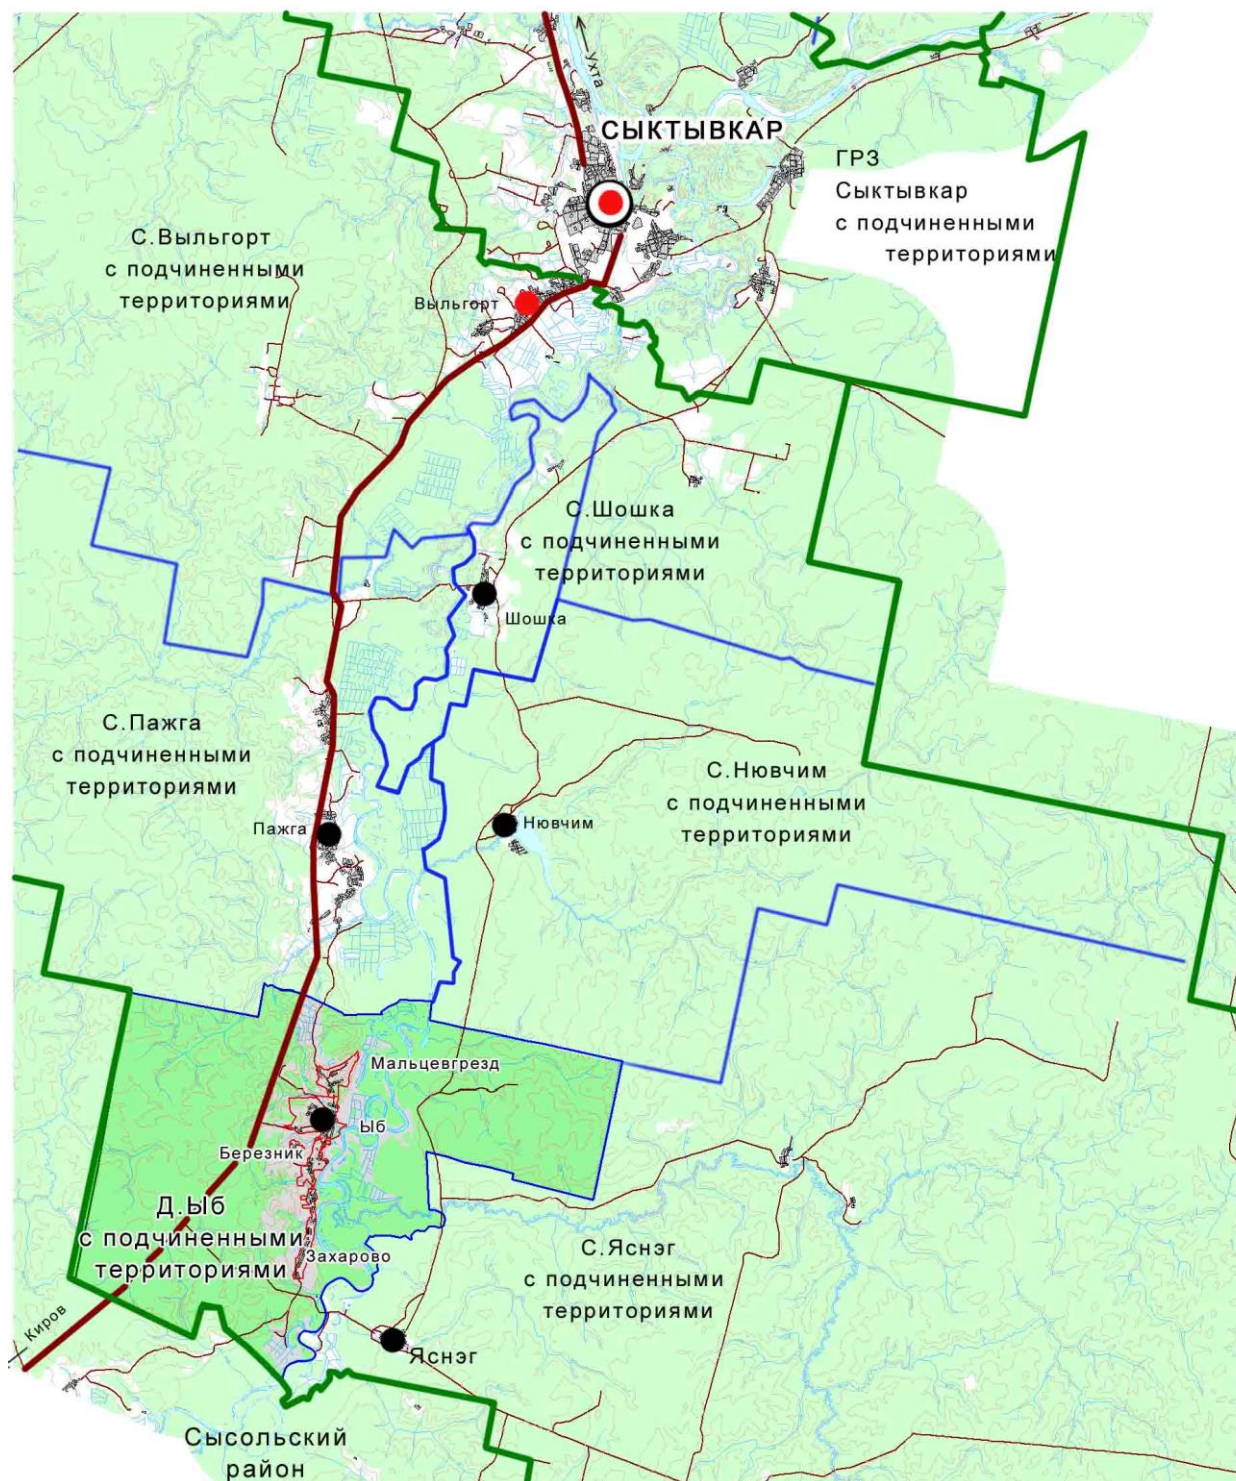 Ухта
СЫКТЫВКАР
ГРЗ
Сыктывкар
с подчиненными
территориями
С.Выльгорт
с подчиненными
территориями
Выльгорт
С.Шошка
с подчиненными
территориями
Шошка
С.Пажга
с подчиненными
территориями
Пажга
С.Нювчим
с подчиненными
территориями
Нювчим
Мальцевгрезд
Ыб
Березник
Д.Ыб
с подчиненными
территориями
Захарово
С.Яснэг
с подчиненными
территориями
Киров
Яснэг
Сысольский
район